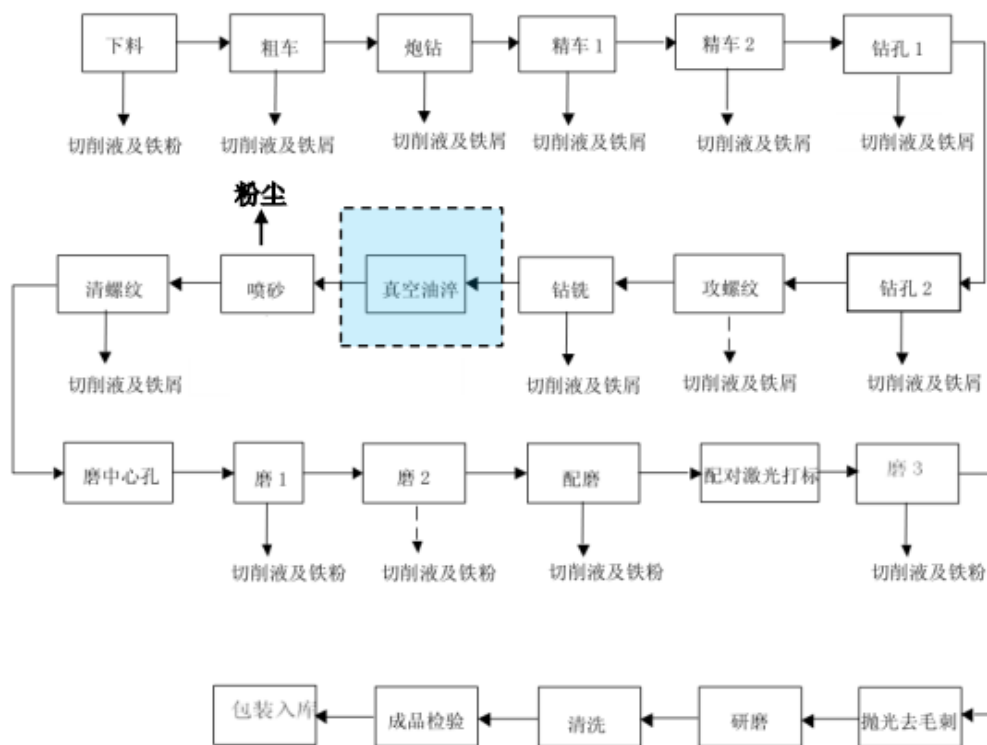 下料 粗车 炮钻 精车 1 精车 2 钻孔 1
切削液及铁粉 切削液及铁屑 切削液及铁屑 切削液及铁屑 切削液及铁屑 切削液及铁屑
粉尘
清螺纹 喷砂 真空油淬 钻铣 攻螺纹 钻孔 2
切削液及铁屑 切削液及铁屑 切削液及铁屑 切削液及铁屑
磨中心孔 磨 1 磨 2 配磨 配对激光打标 磨 3
切削液及铁粉 切削液及铁粉 切削液及铁粉 切削液及铁粉
包装入库 成品检验 清洗 研磨 抛光去毛刺